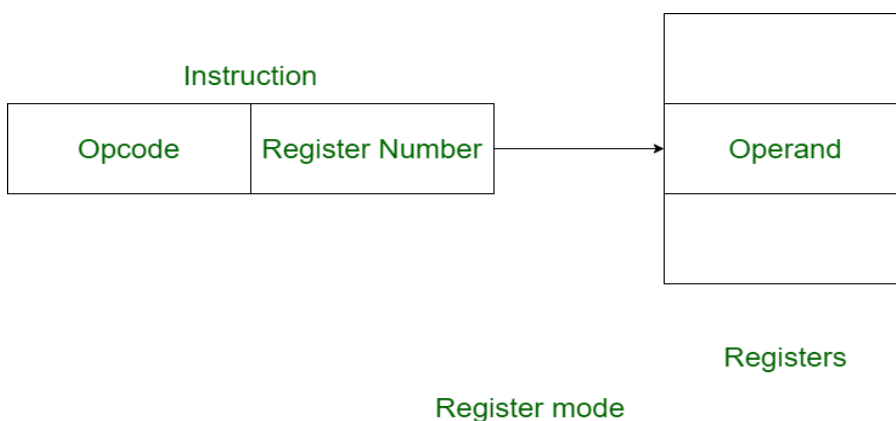 Instruction
Opcode
Register Number
Operand
Registers
Register mode